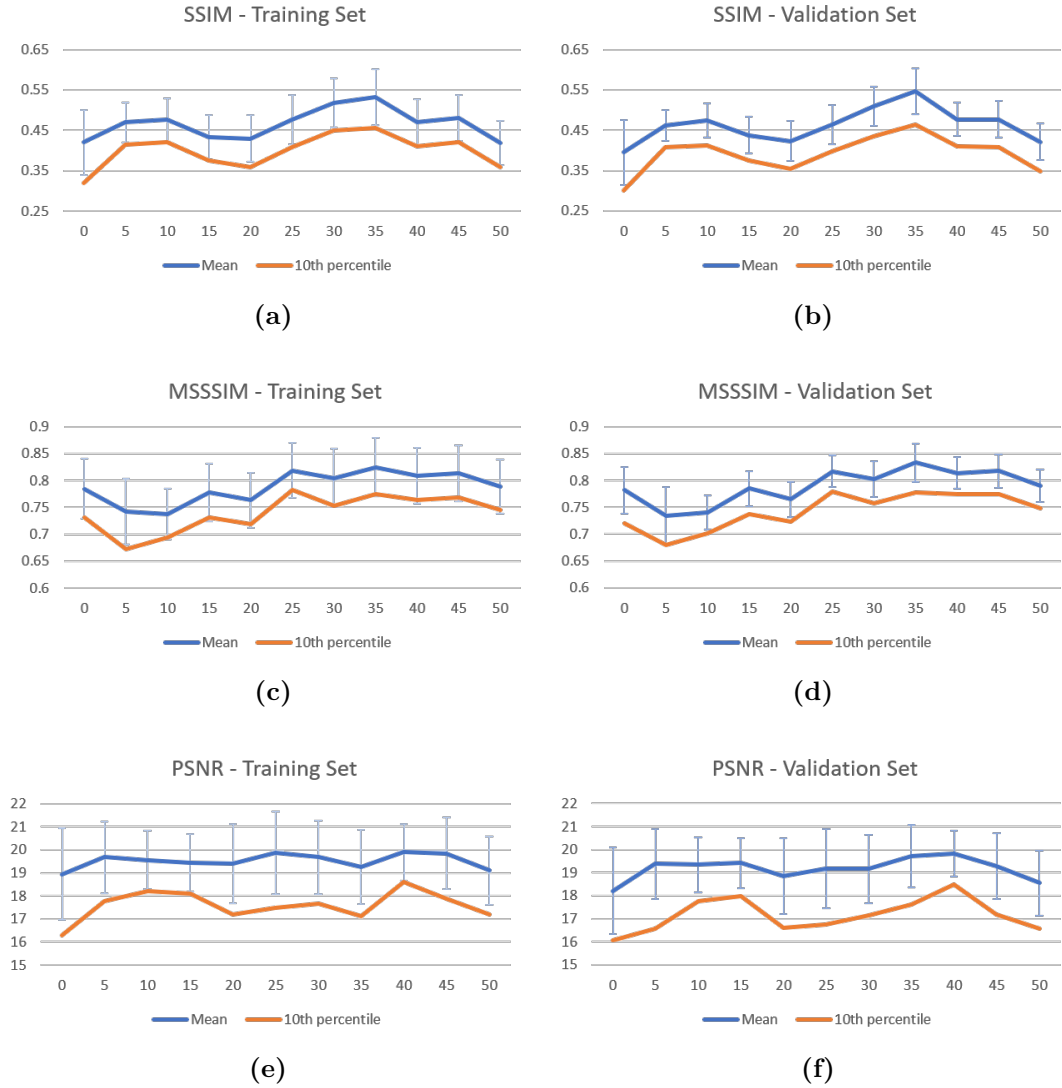 SSIM - Training Set
0.65
0.55
0.45
0.35
0.25
0 5 10 15 20 25 30 35 40 45 50
Mean 10th percentile
(a)
SSIM - Validation Set
0.65
0.55
0.45
0.35
0.25
0 5 10 15 20 25 30 35 40 45 50
Mean 10th percentile
(b)
MSSSIM - Training Set
0.9
0.85
0.8
0.75
0.7
0.65
0.6
0 5 10 15 20 25 30 35 40 45 50
Mean 10th percentile
(c)
MSSSIM - Validation Set
0.9
0.85
0.8
0.75
0.7
0.65
0.6
0 5 10 15 20 25 30 35 40 45 50
Mean 10th percentile
(d)
PSNR - Training Set
22
21
20
19
18
17
16
15
0 5 10 15 20 25 30 35 40 45 50
Mean 10th percentile
(e)
PSNR - Validation Set
22
21
20
19
18
17
16
15
0 5 10 15 20 25 30 35 40 45 50
Mean 10th percentile
(f)